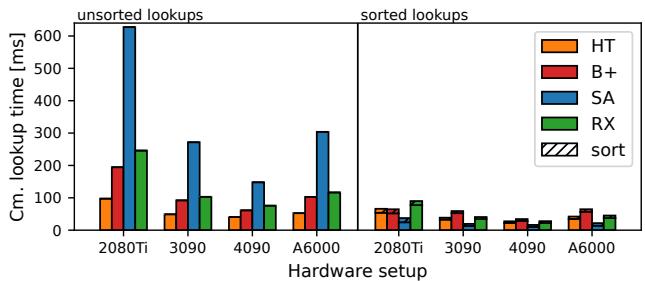 unsorted lookups
sorted lookups
Cm. lookup time [ms]
600
500
400
300
200
100
0
HT
B+
SA
RX
sort
2080Ti 3090 4090 A6000 2080Ti 3090 4090 A6000
Hardware setup